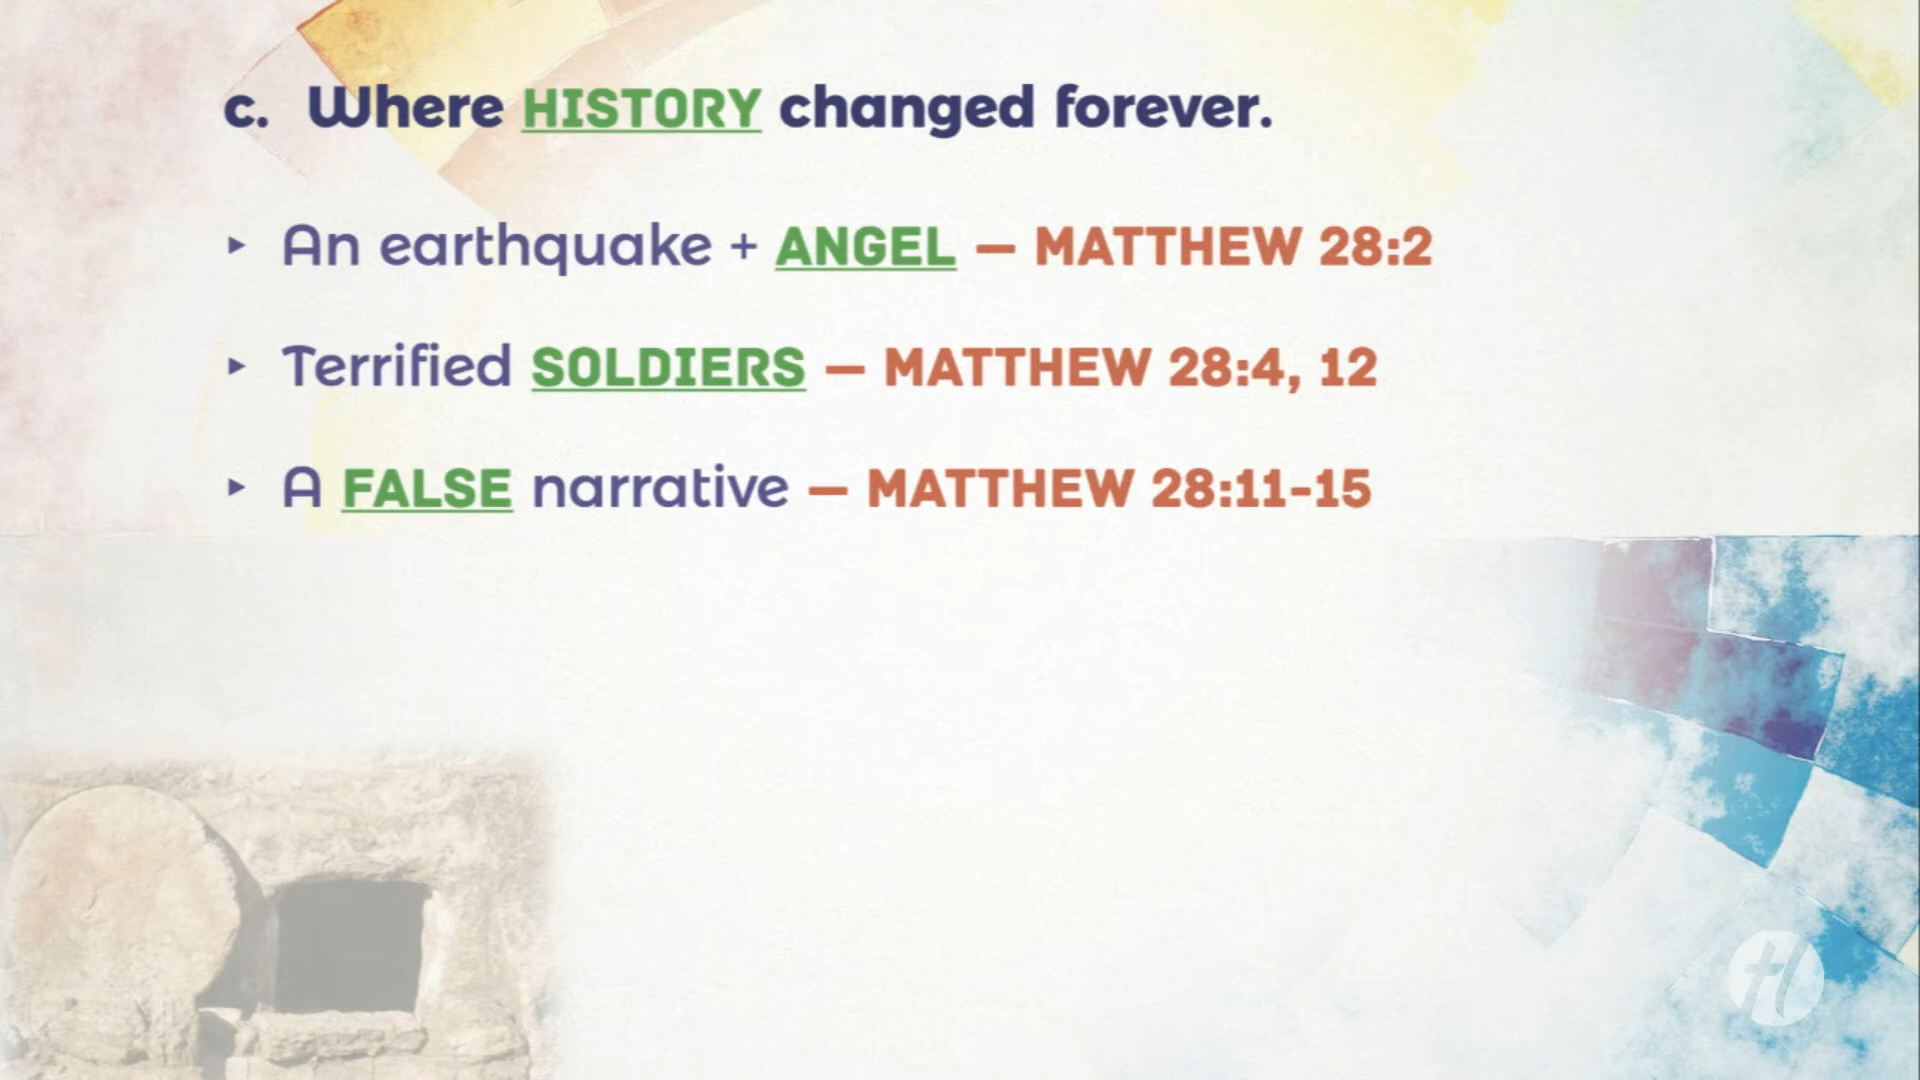 c. Where HISTORY changed forever.
‣ An earthquake + ANGEL — MATTHEW 28:2
‣ Terrified SOLDIERS — MATTHEW 28:4, 12
‣ A FALSE narrative — MATTHEW 28:11-15
tl